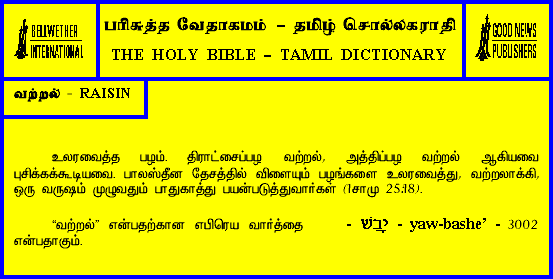 BELLWETHER
INTERNATIONAL
பரிசுத்த வேதாகமம் – தமிழ் சொல்லகராதி
THE HOLY BIBLE – TAMIL DICTIONARY
GOOD NEWS
PUBLISHERS
வற்றல் - RAISIN
உலரவைத்த பழம். திராட்சைப்பழ வற்றல், அத்திப்பழ வற்றல் ஆகியவை
புசிக்கக்கூடியவை. பாலஸ்தீன தேசத்தில் விளையும் பழங்களை உலரவைத்து, வற்றலாக்கி,
ஒரு வருஷம் முழுவதும் பாதுகாத்து பயன்படுத்துவார்கள் (1சாமு 25:18).
“வற்றல்” என்பதற்கான எபிரெய வார்த்தை - יָבֵשׁ - yaw-bashe’ - 3002
என்பதாகும்.